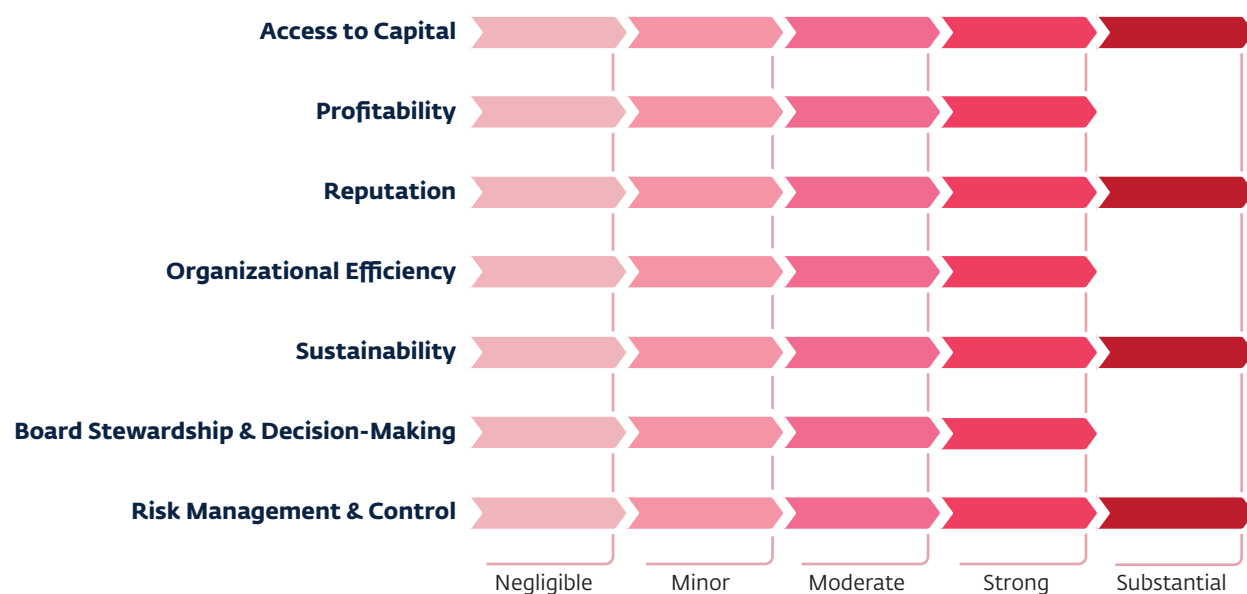 Access to Capital
Profitability
Reputation
Organizational Efficiency
Sustainability
Board Stewardship & Decision-Making
Risk Management & Control
Negligible Minor Moderate Strong Substantial